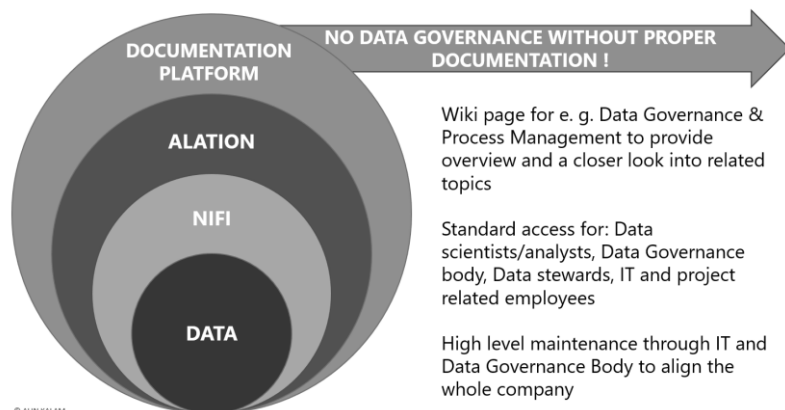 DOCUMENTATION
PLATFORM
NO DATA GOVERNANCE WITHOUT PROPER
DOCUMENTATION !
ALATION
NIFI
DATA
Wiki page for e. g. Data Governance &
Process Management to provide
overview and a closer look into related
topics
Standard access for: Data
scientists/analysts, Data Governance
body, Data stewards, IT and project
related employees
High level maintenance through IT and
Data Governance Body to align the
whole company